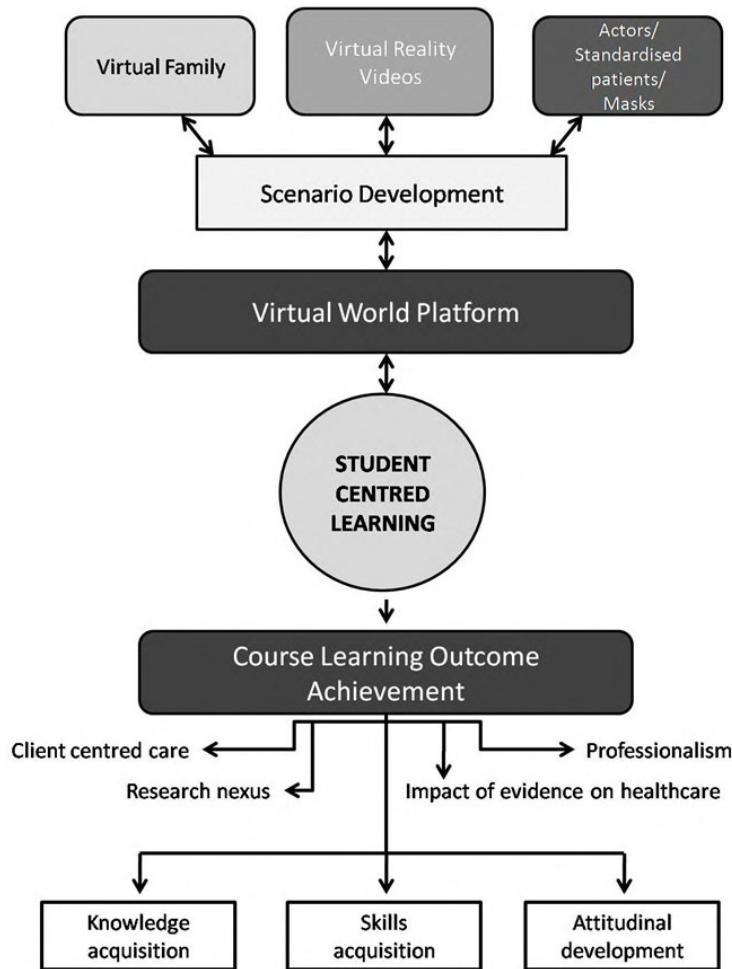 Virtual Family
Virtual Reality
Videos
Actors/
Standardised
patients/
Masks
Scenario Development
Virtual World Platform
STUDENT
CENTRED
LEARNING
Course Learning Outcome
Achievement
Client centred care
Professionalism
Research nexus
Impact of evidence on healthcare
Knowledge
acquisition
Skills
acquisition
Attitudinal
development